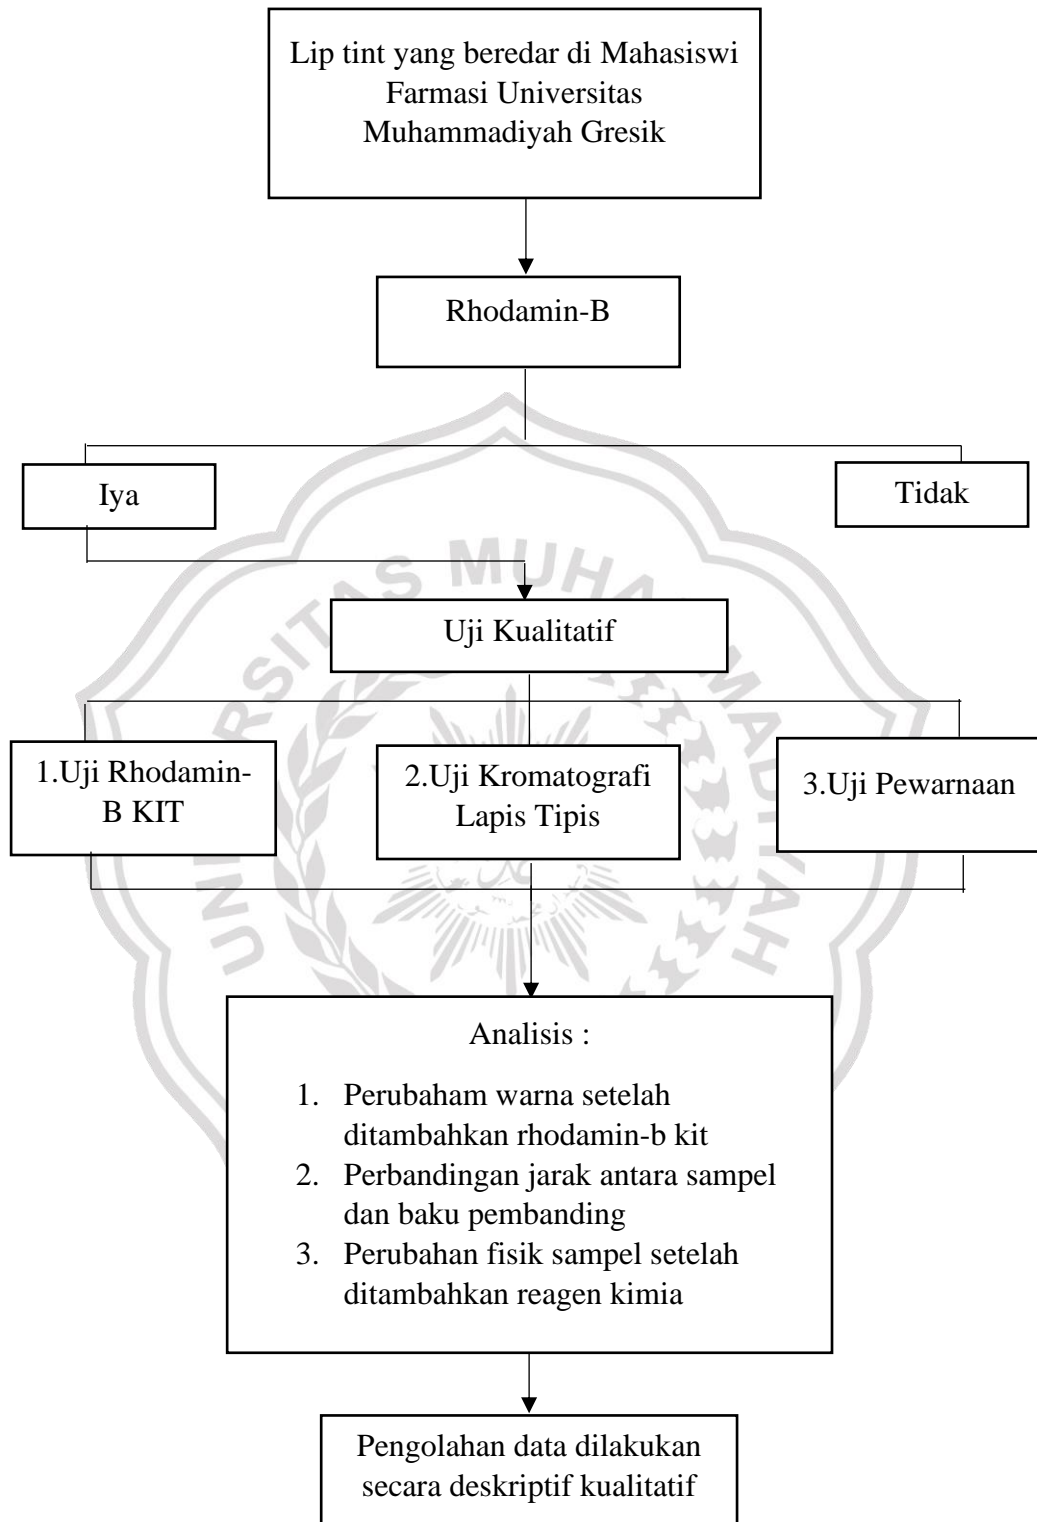 Lip tint yang beredar di Mahasiswi
Farmasi Universitas
Muhammadiyah Gresik
Rhodamin-B
Iya
Tidak
UNIVERSITAS MUHAMMADIYAH
Uji Kualitatif
1.Uji Rhodamin-
B KIT
2.Uji Kromatografi
Lapis Tipis
3.Uji Pewarnaan
Analisis :
1. Perubaham warna setelah
ditambahkan rhodamin-b kit
2. Perbandingan jarak antara sampel
dan baku pembanding
3. Perubahan fisik sampel setelah
ditambahkan reagen kimia
Pengolahan data dilakukan
secara deskriptif kualitatif